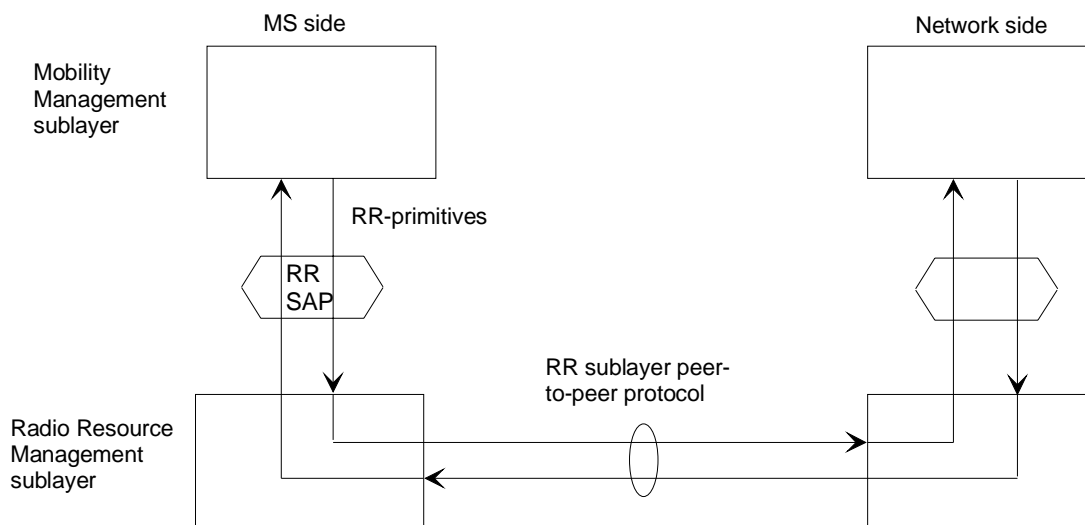 MS side
Network side
Mobility
Management
sublayer
RR-primitives
RR
SAP
RR sublayer peer-
to-peer protocol
Radio Resource
Management
sublayer